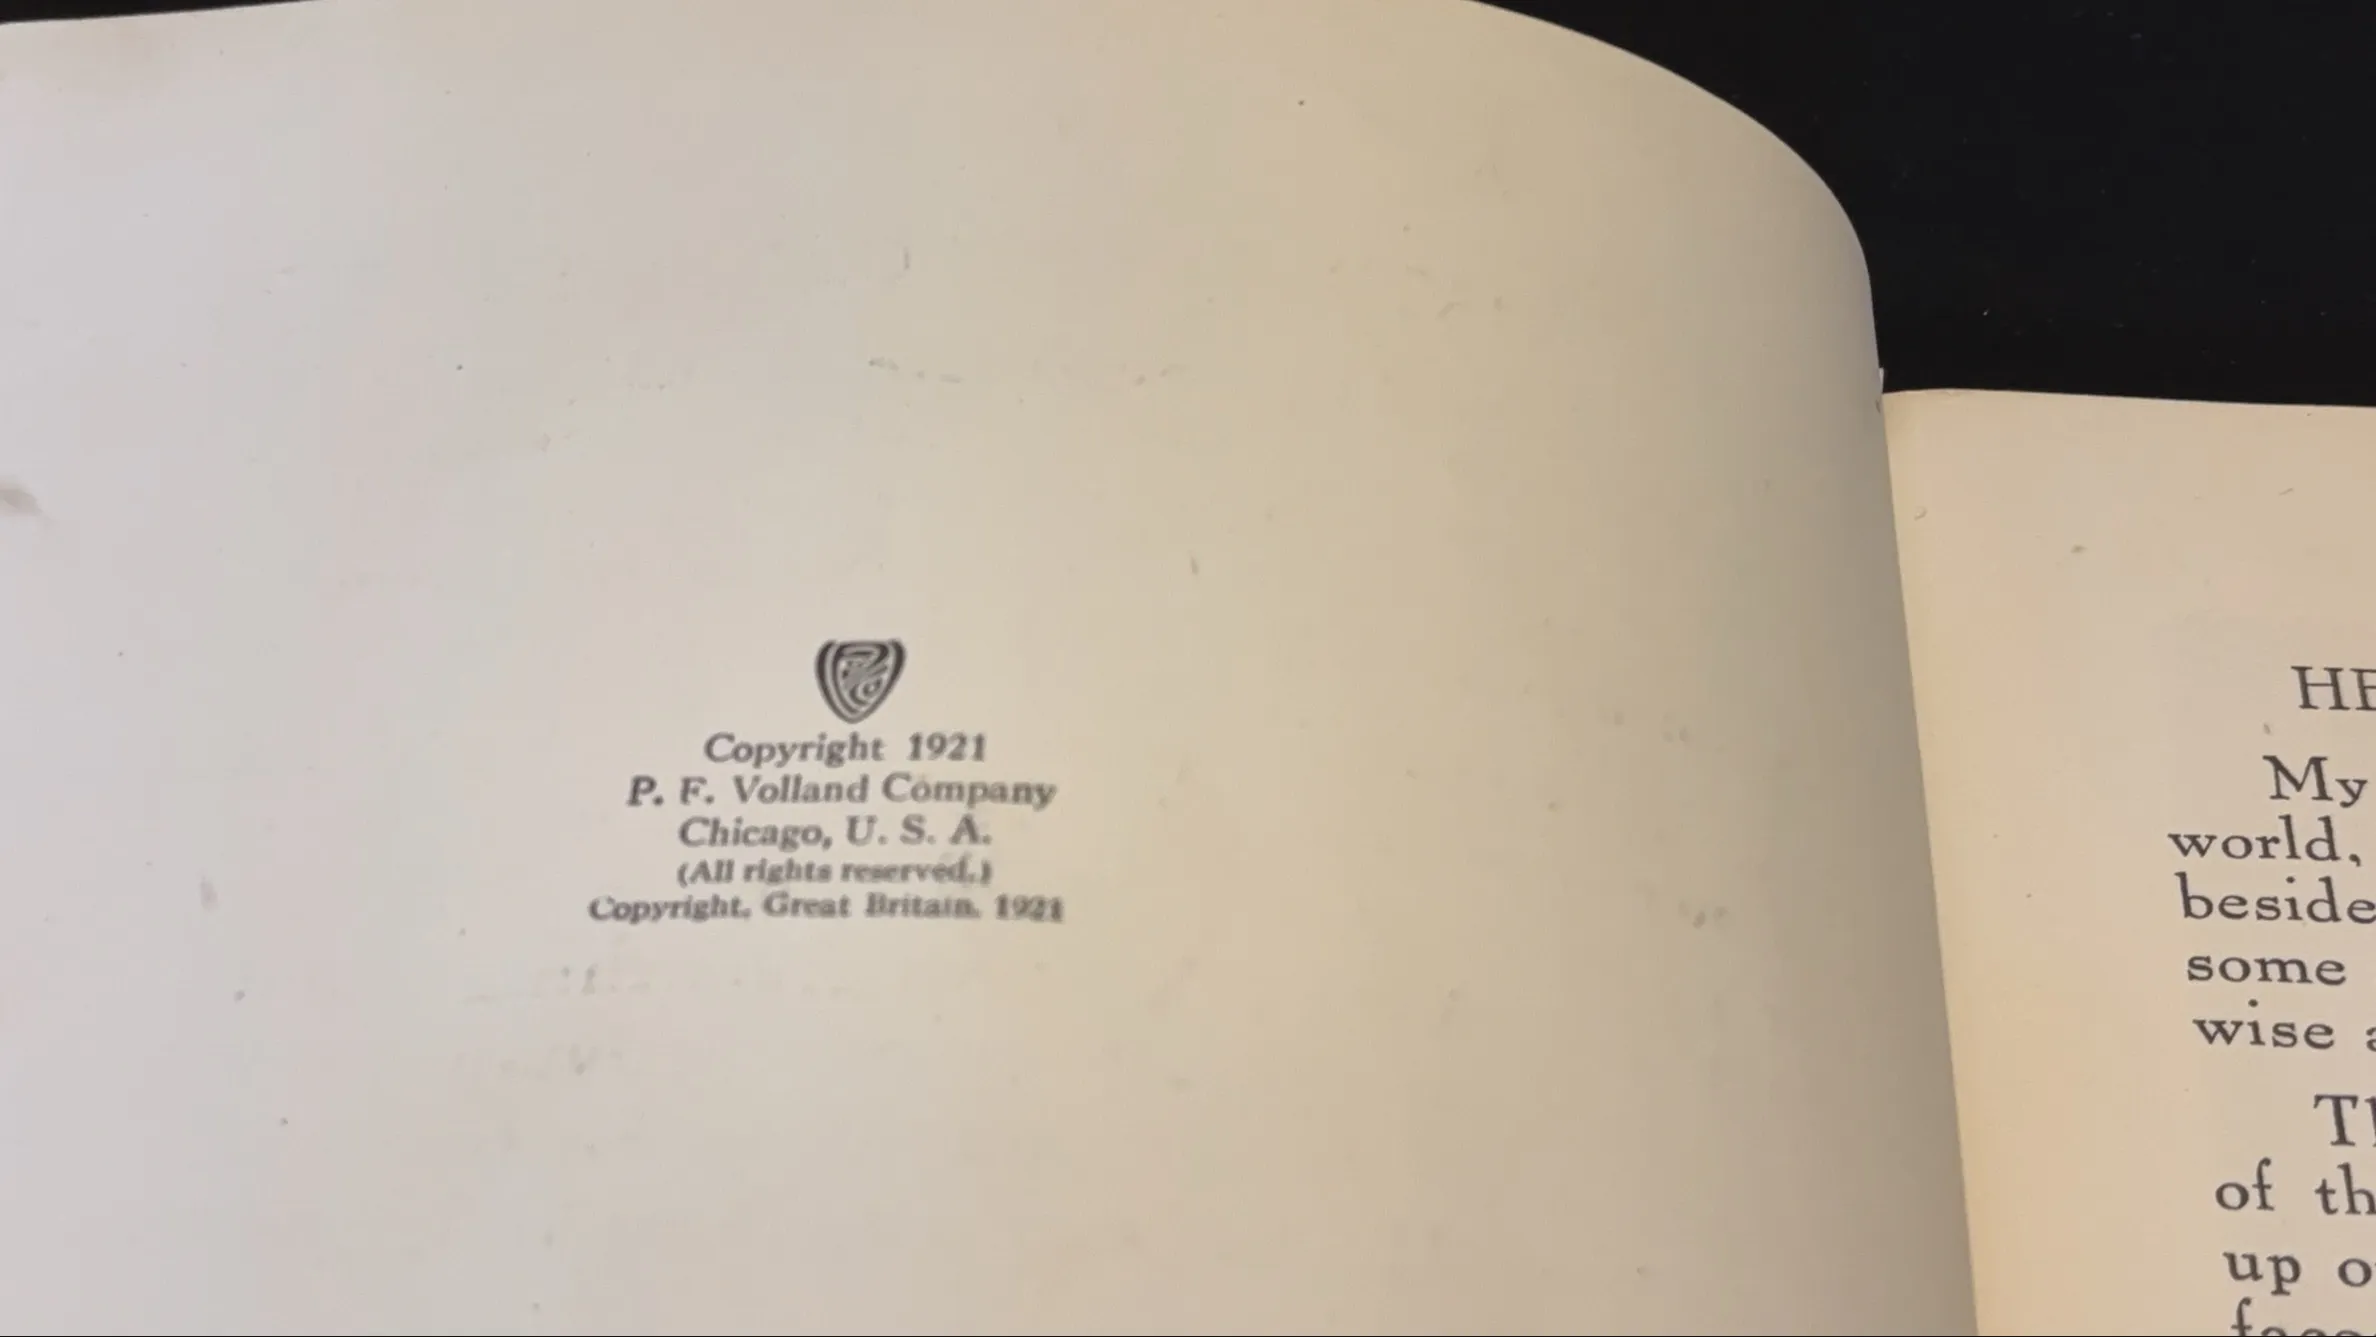 Copyright 1921
P. F. Volland Company
Chicago, U. S. A.
(All rights reserved.)
Copyright, Great Britain, 1921
My
world,
beside
some
wise
of
up